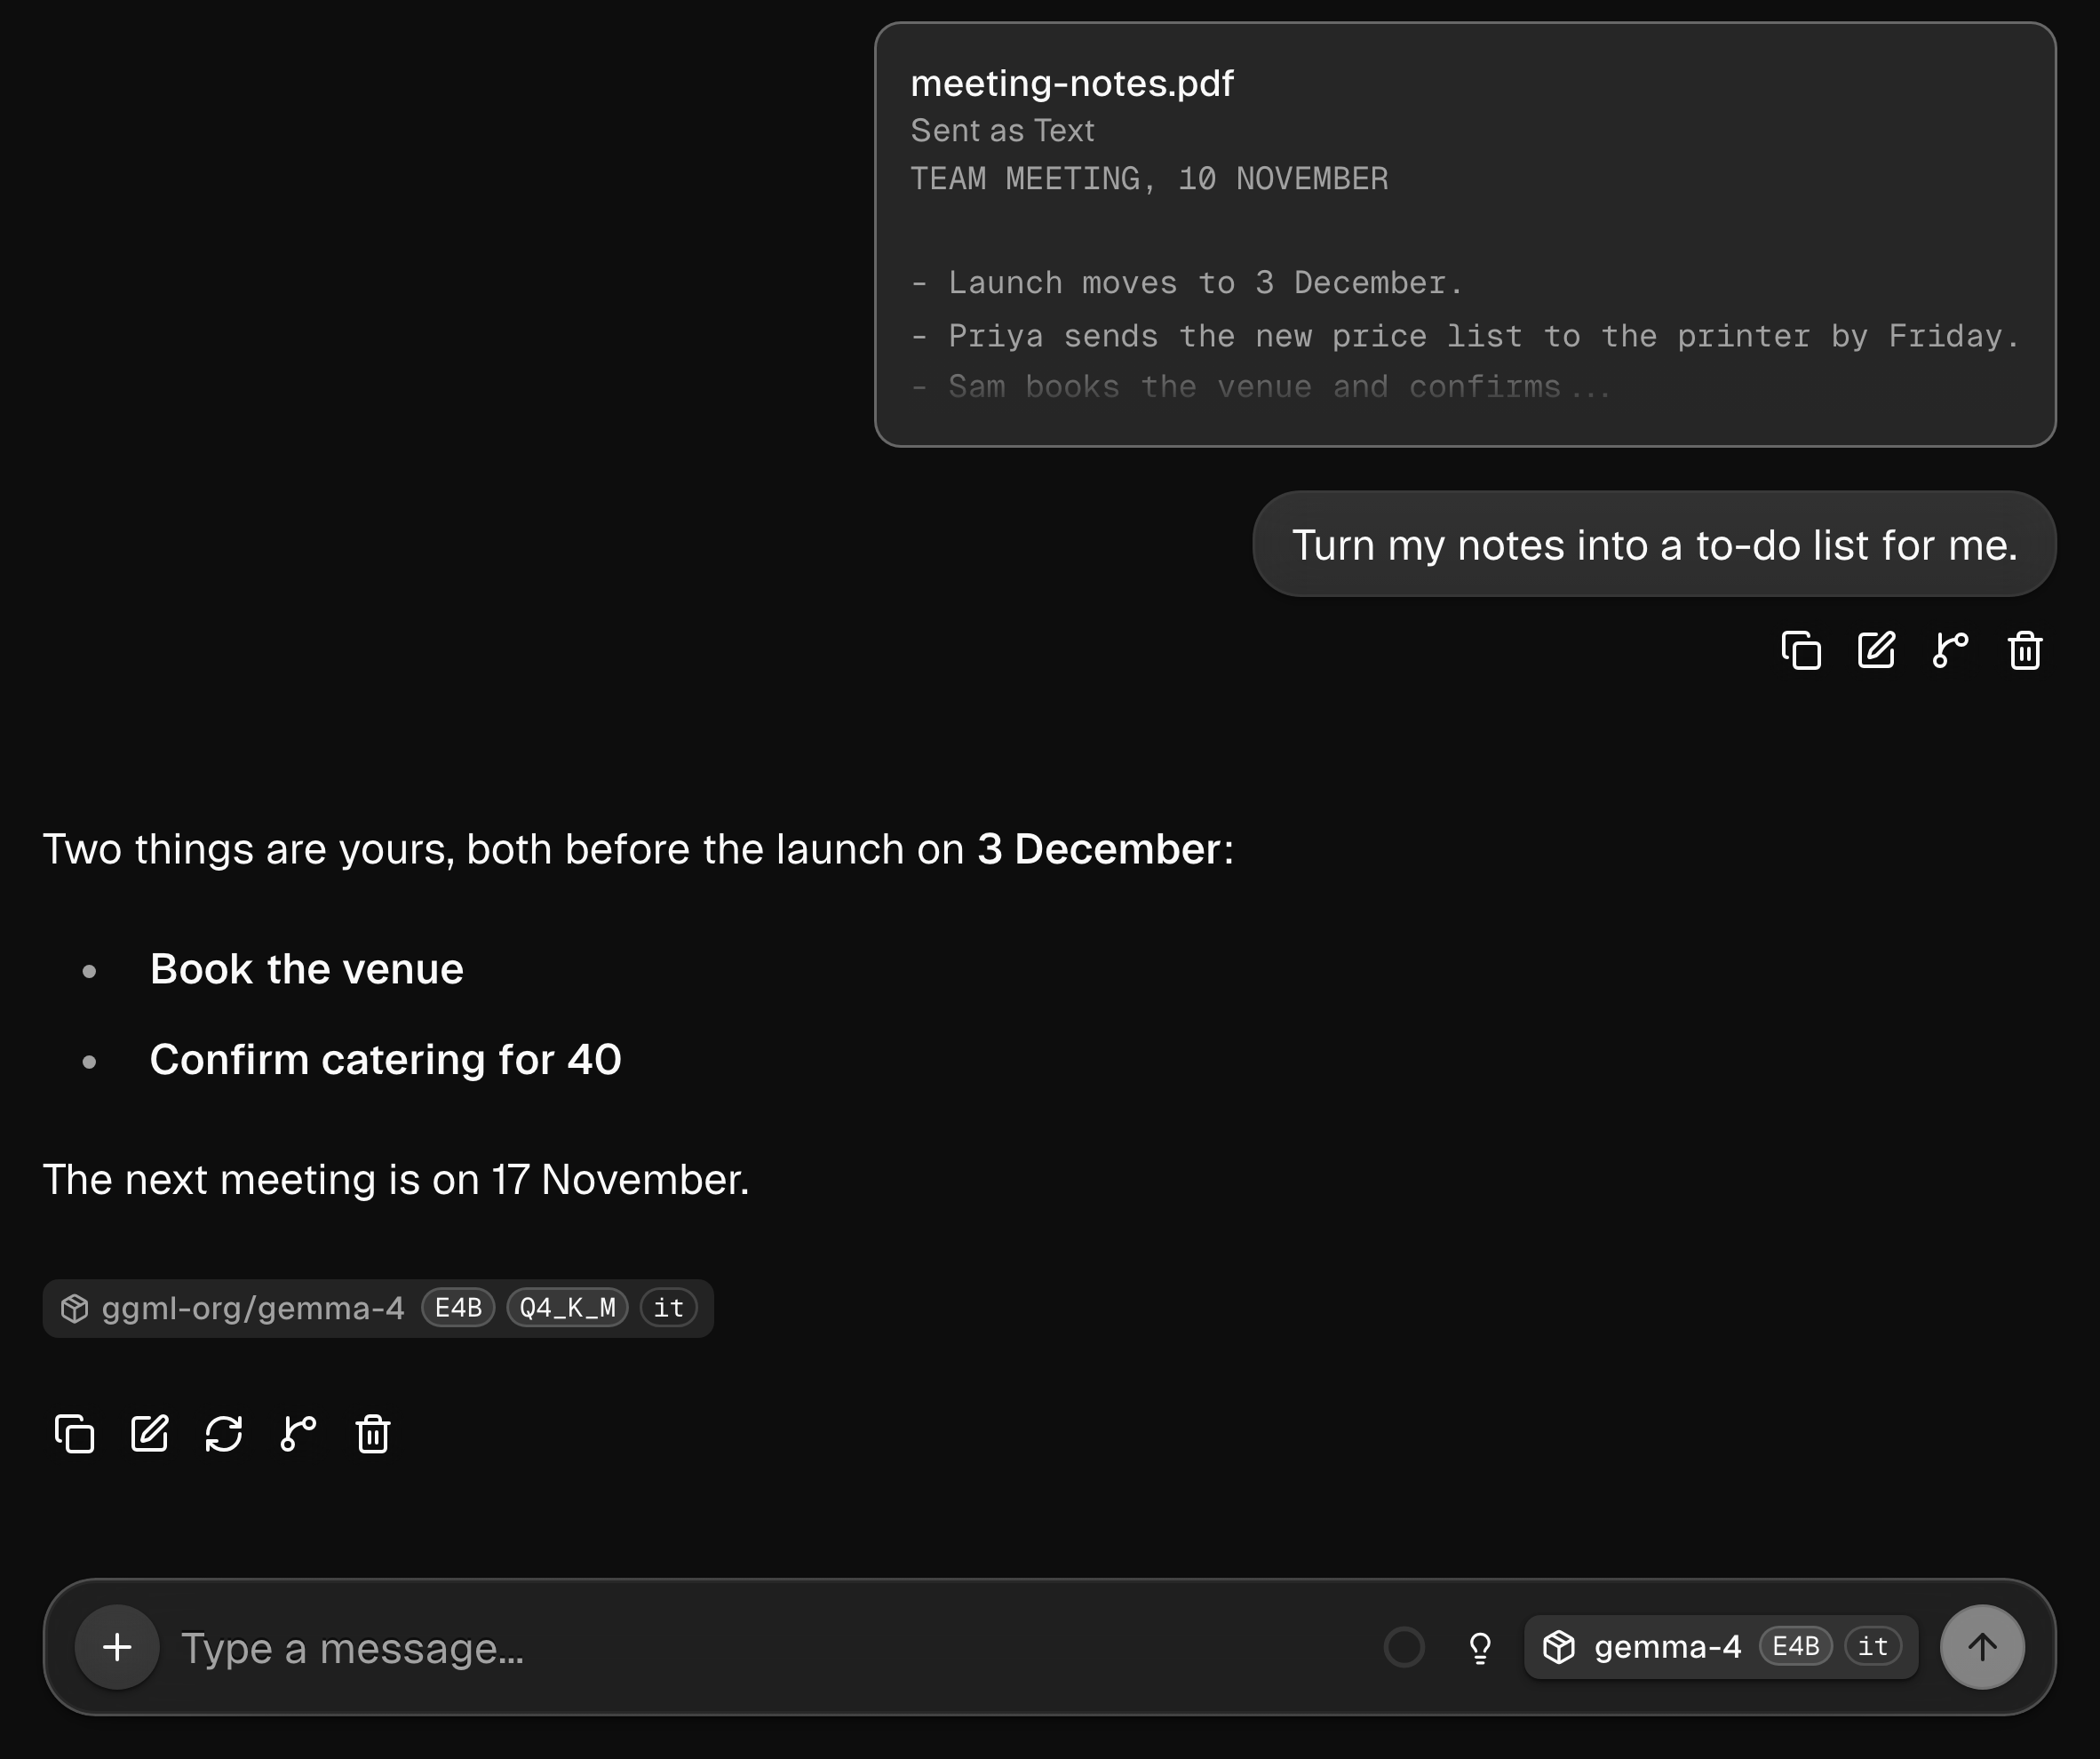 meeting-notes.pdf
Sent as Text
TEAM MEETING, 10 NOVEMBER
- Launch moves to 3 December.
- Priya sends the new price list to the printer by Friday.
- Sam books the venue and confirms...
Turn my notes into a to-do list for me.
Two things are yours, both before the launch on 3 December:
• Book the venue
• Confirm catering for 40
The next meeting is on 17 November.
ggml-org/gemma-4 E4B Q4_K_M it
Type a message... gemma-4 E4B it